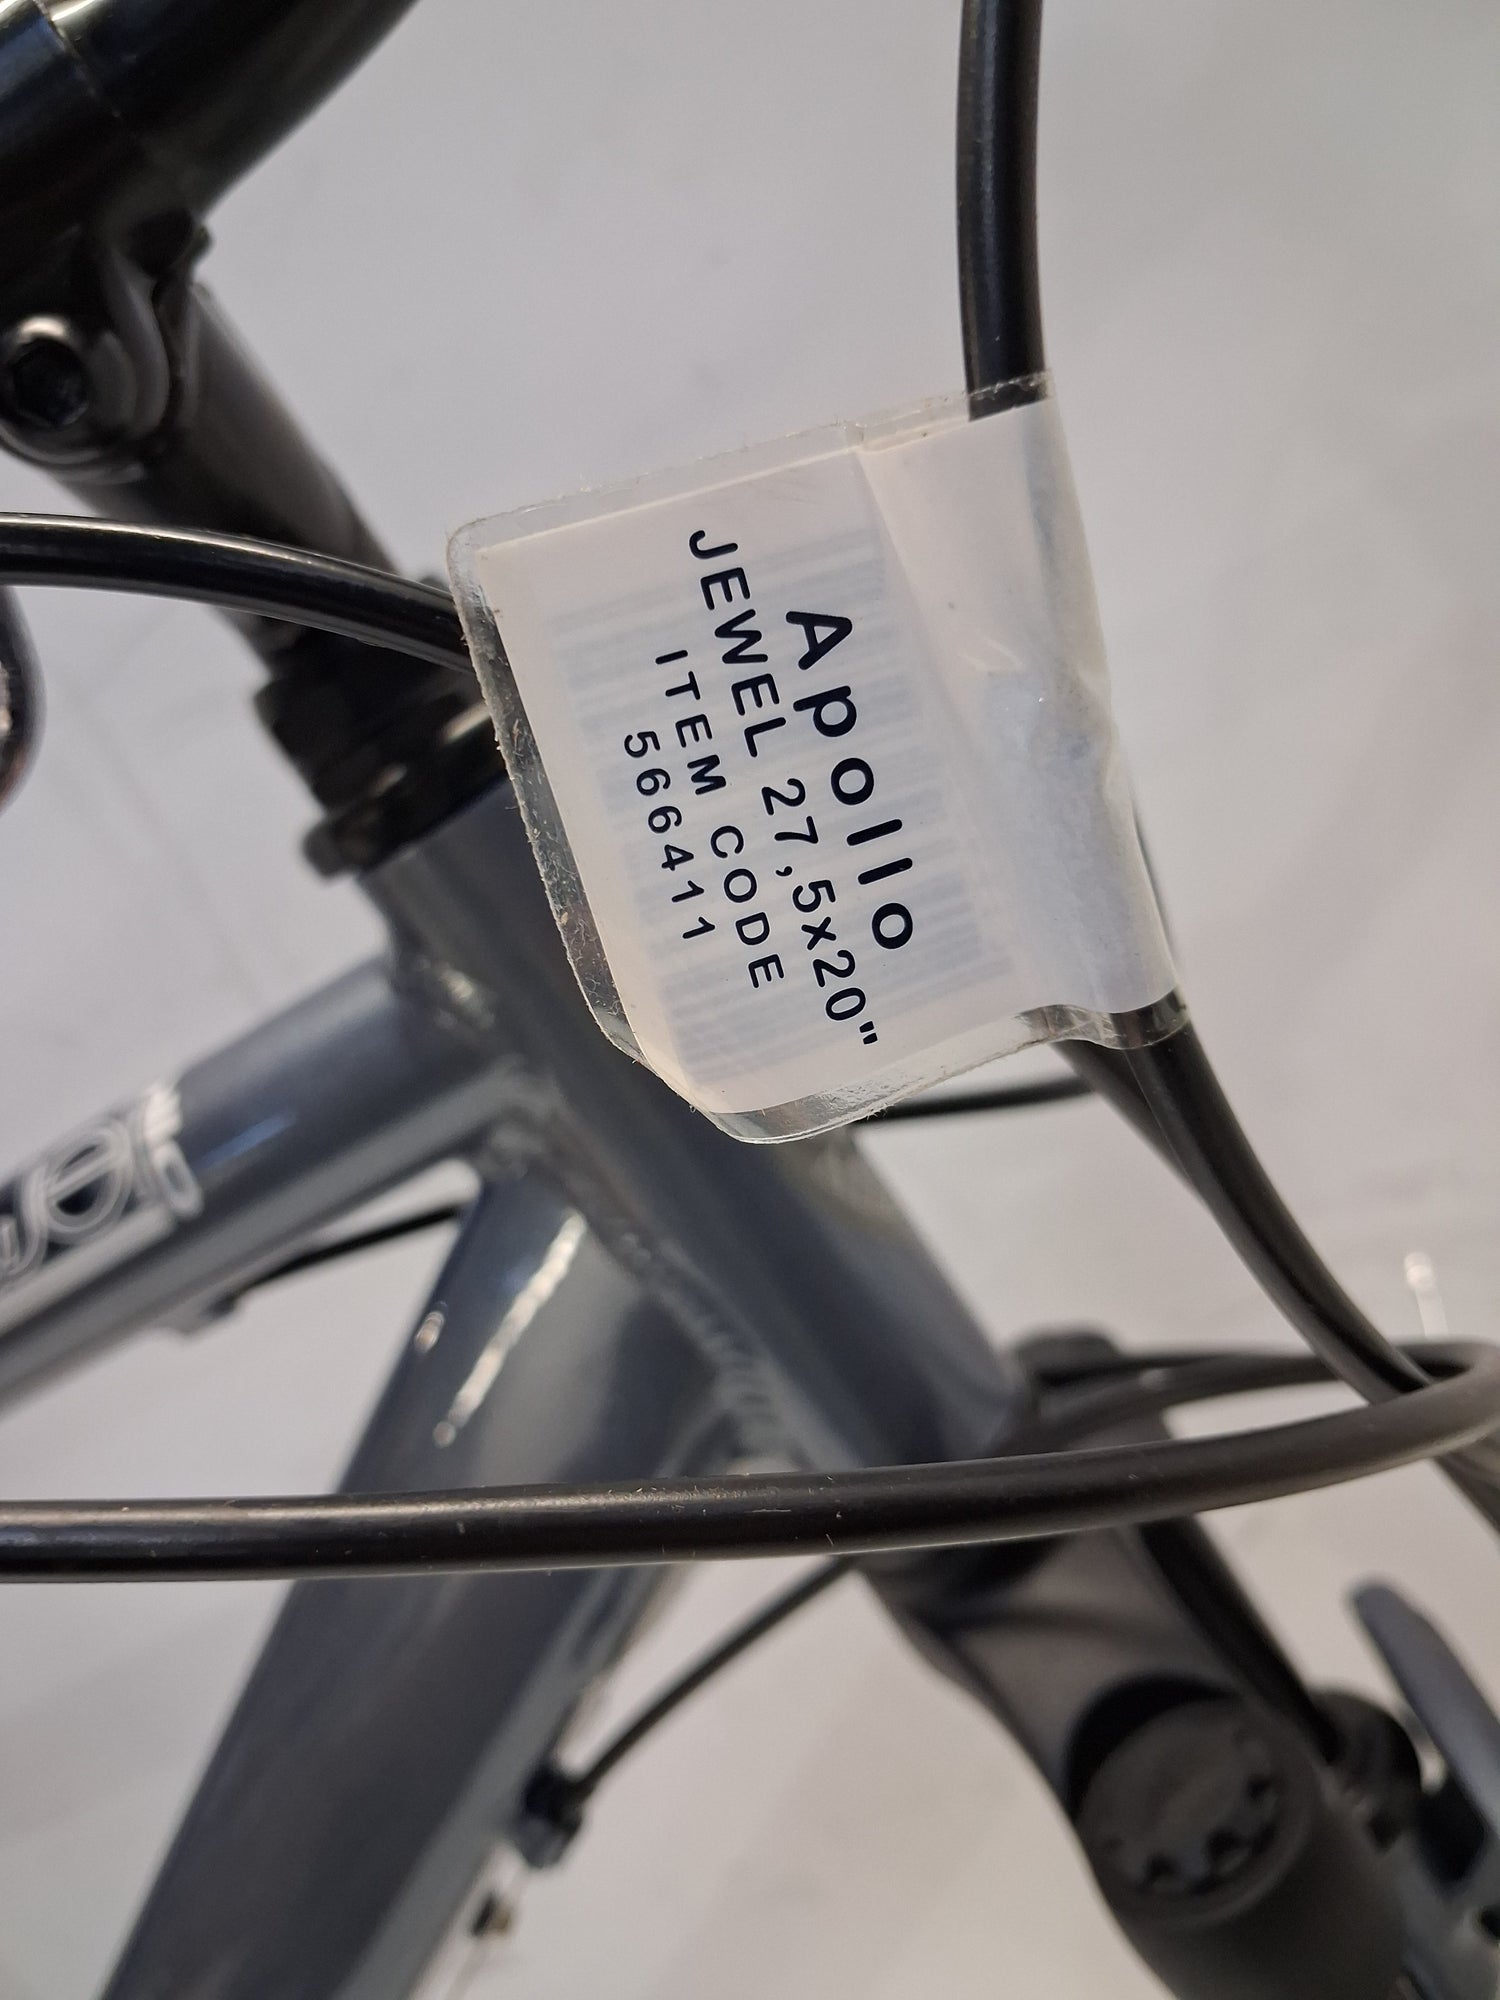 Apollo
JEWEL 27,5x20"
ITEM CODE
566411